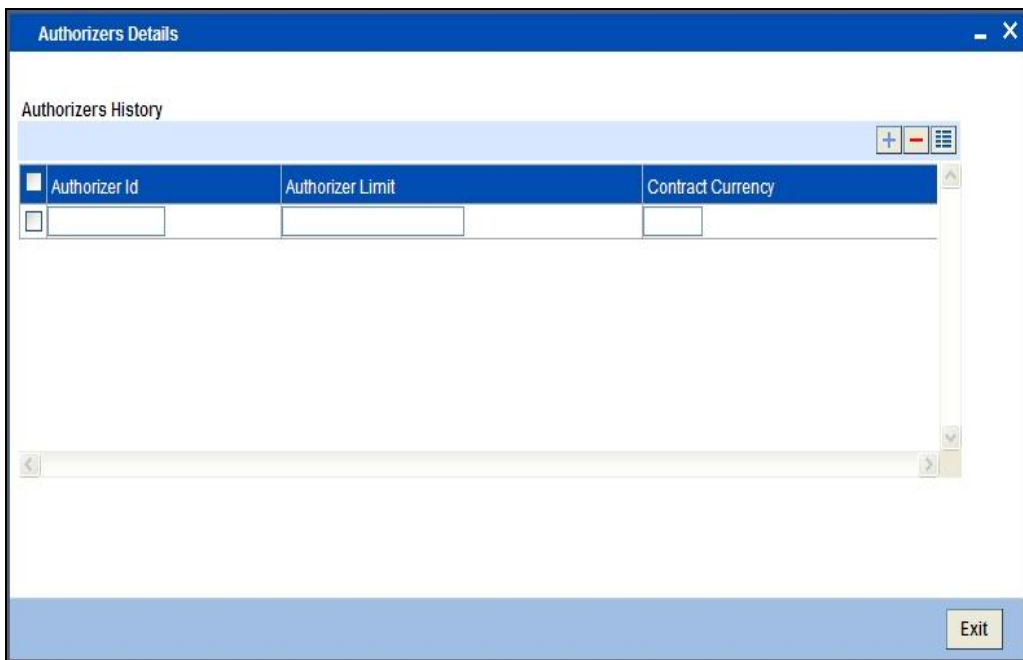 Authorizers Details
Authorizers History
Authorizer Id Authorizer Limit Contract Currency
Exit